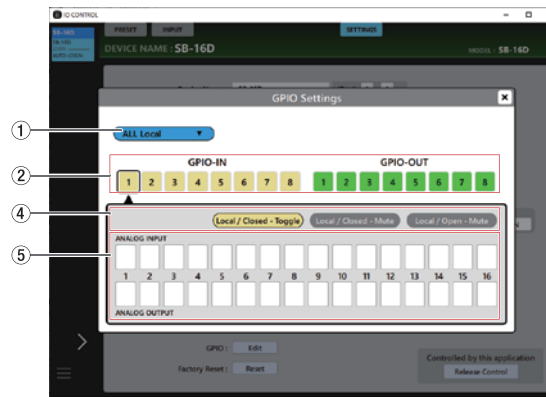 IO CONTROL
SB-16D
SB-16D
PRESET INPUT SETTINGS
DEVICE NAME : SB-16D MODEL : SB-16D
GPIO Settings
① ALL Local
GPIO-IN GPIO-OUT
② 1 2 3 4 5 6 7 8 1 2 3 4 5 6 7 8
④ Local / Closed - Toggle Local / Closed - Mute Local / Open - Mute
⑤ ANALOG INPUT
1 2 3 4 5 6 7 8 9 10 11 12 13 14 15 16
ANALOG OUTPUT
GPIO : Edit
Factory Reset : Reset
Controlled by this application
Release Control